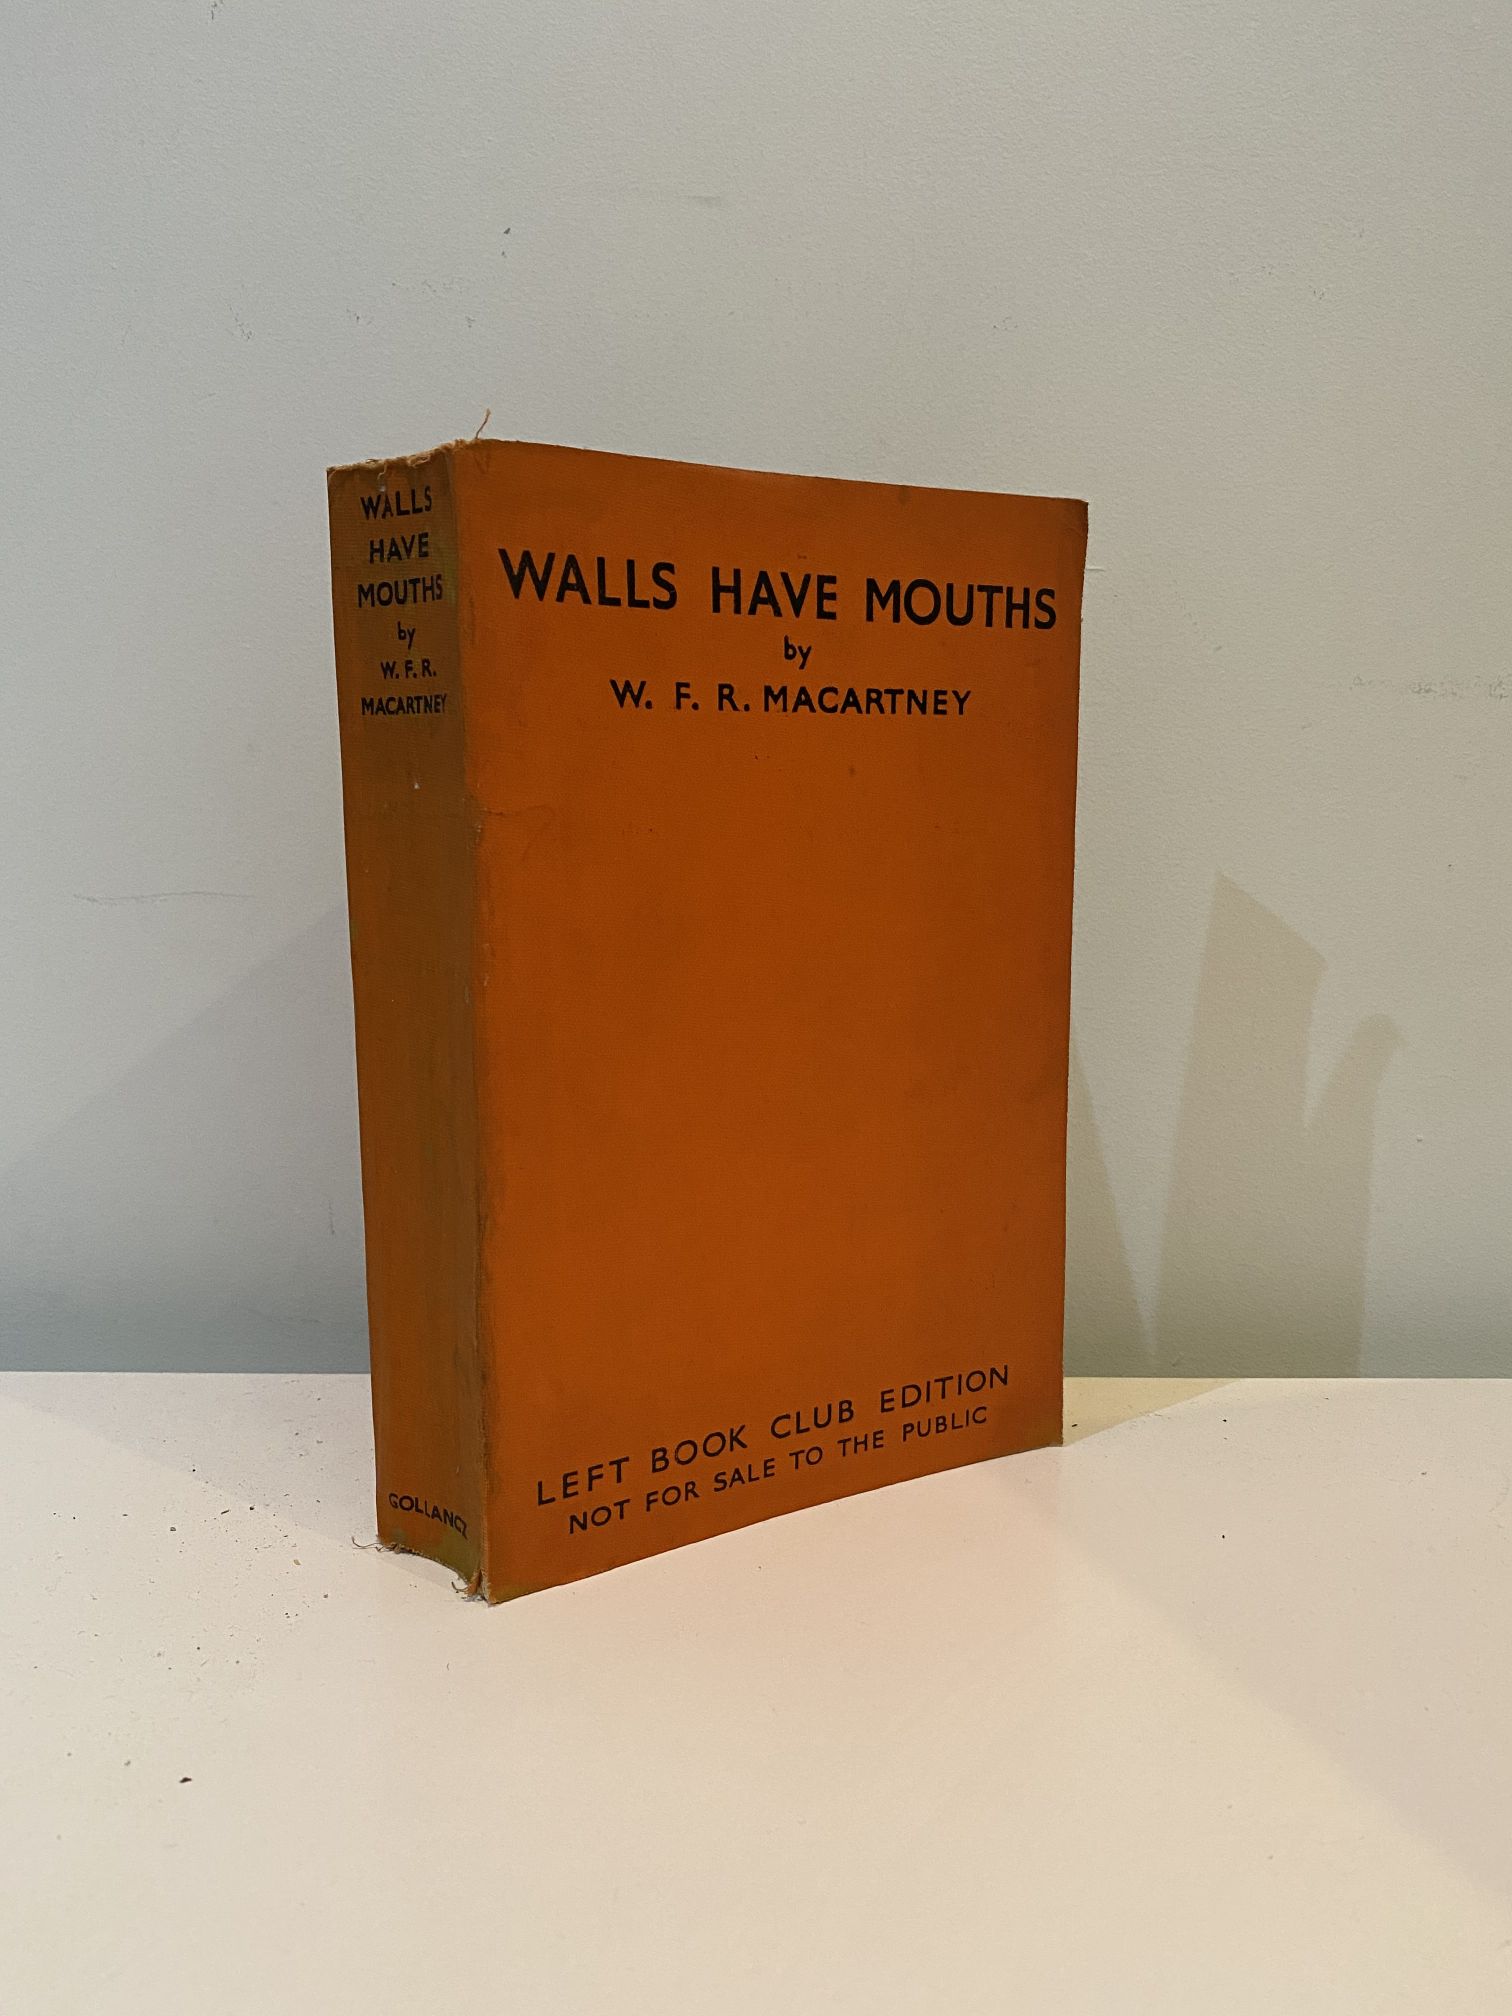 WALLS
HAVE
MOUTHS
by
W. F. R.
MACARTNEY
GOLLANCZ
WALLS HAVE MOUTHS
by
W. F. R. MACARTNEY
LEFT BOOK CLUB EDITION
NOT FOR SALE TO THE PUBLIC